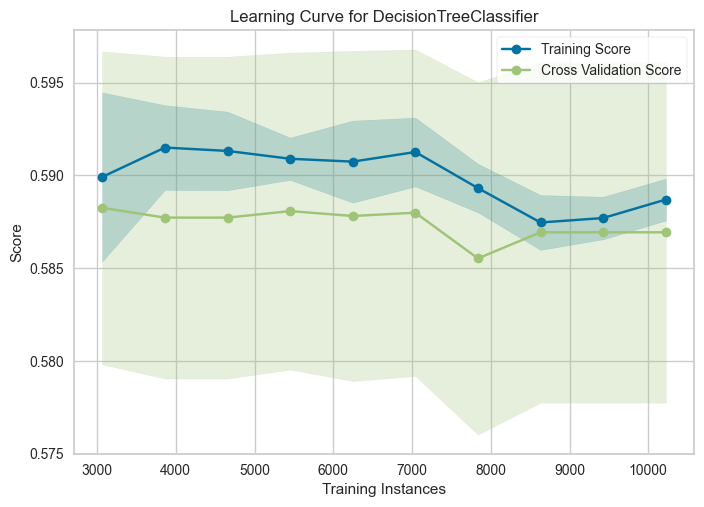 Learning Curve for DecisionTreeClassifier
Training Score
Cross Validation Score
0.595
0.590
0.585
0.580
0.575
Score
3000 4000 5000 6000 7000 8000 9000 10000
Training Instances